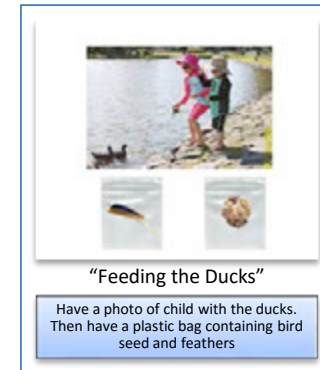 “Feeding the Ducks”
Have a photo of child with the ducks.
Then have a plastic bag containing bird
seed and feathers